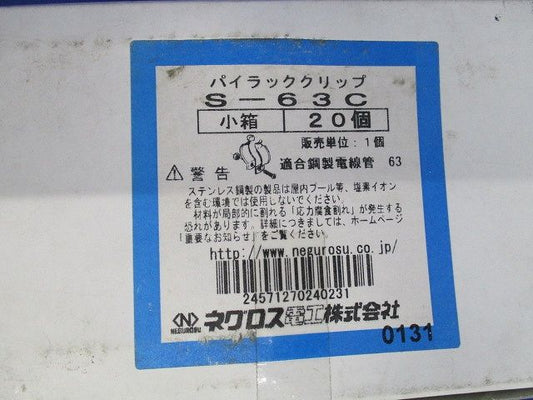 パイラッククリップ
S-63C
小箱 20個
販売単位:1個
警告 適合鋼製電線管 63
ステンレス鋼製の製品は屋内プール等、塩素イオン
を含む環境では使用しないでください。
材料が局部的に割れる「応力腐食割れ」が発生する
恐れがあります。詳細につきましては、ホームページ
「重要なお知らせ」をご覧ください。
http://www.negurosu.co.jp/
24571270240231
NEGUROSU ネグロス電工株式会社
0131